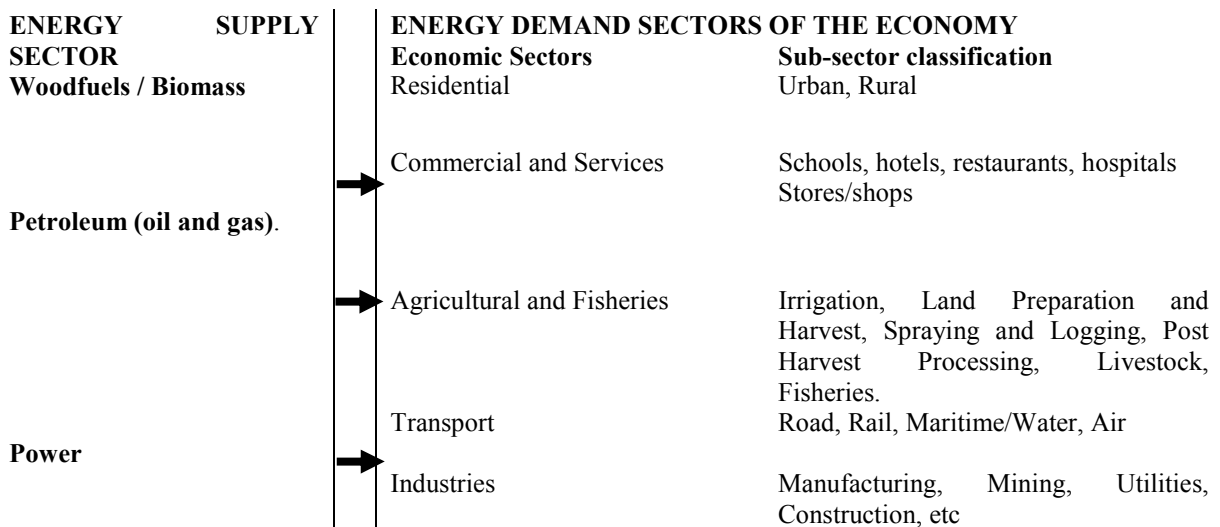 ENERGY SUPPLY SECTOR
ENERGY DEMAND SECTORS OF THE ECONOMY
Economic Sectors Sub-sector classification
Woodfuels / Biomass Residential Urban, Rural
Commercial and Services Schools, hotels, restaurants, hospitals
Stores/shops
Petroleum (oil and gas).
Agricultural and Fisheries Irrigation, Land Preparation and
Harvest, Spraying and Logging, Post
Harvest Processing, Livestock,
Fisheries.
Transport Road, Rail, Maritime/Water, Air
Power
Industries Manufacturing, Mining, Utilities,
Construction, etc